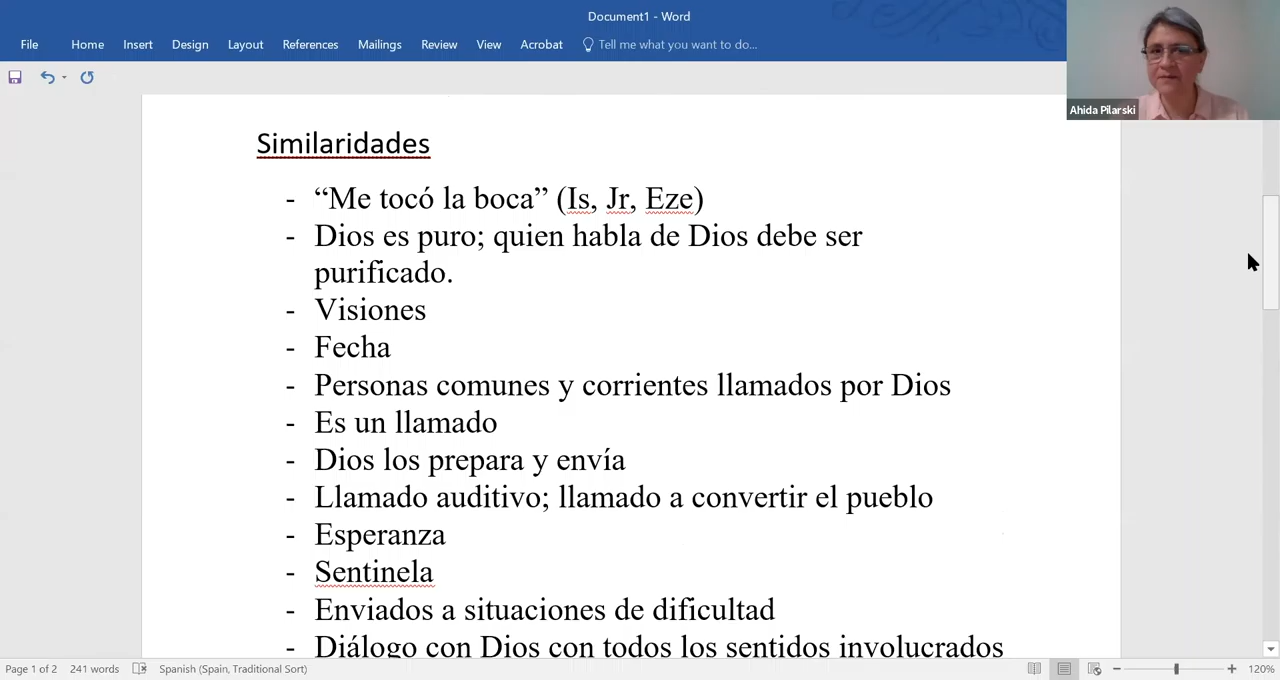 Document1 - Word
File Home Insert Design Layout References Mailings Review View Acrobat Tell me what you want to do...
Ahida Pilarski
Similaridades
- “Me tocó la boca” (Is, Jr, Eze)
- Dios es puro; quien habla de Dios debe ser
purificado.
- Visiones
- Fecha
- Personas comunes y corrientes llamados por Dios
- Es un llamado
- Dios los prepara y envía
- Llamado auditivo; llamado a convertir el pueblo
- Esperanza
- Sentinela
- Enviados a situaciones de dificultad
- Diálogo con Dios con todos los sentidos involucrados
Page 1 of 2 241 words Spanish (Spain, Traditional Sort) 120%